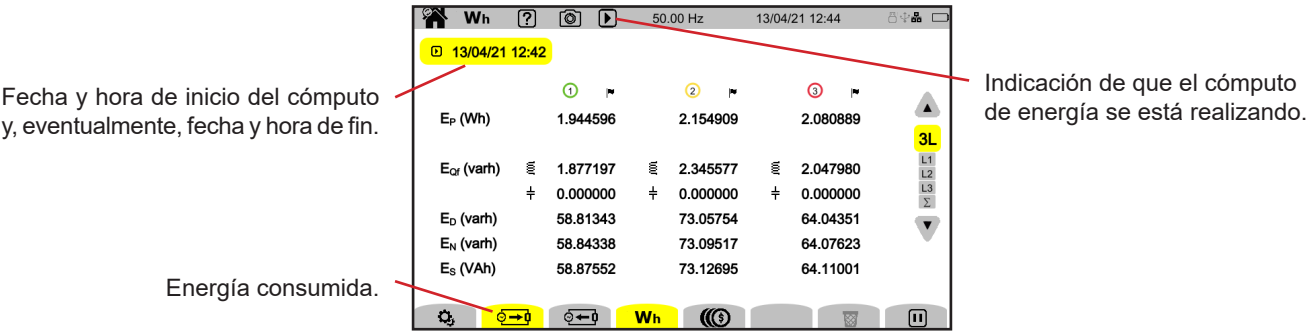 Wh ? 50.00 Hz 13/04/21 12:44
13/04/21 12:42
Fecha y hora de inicio del cómputo
y, eventualmente, fecha y hora de fin.
Indicación de que el cómputo
de energía se está realizando.
1 2 3
EP (Wh) 1.944596 2.154909 2.080889
3L
L1
L2
L3
Σ
EQf (varh) 1.877197 2.345577 2.047980
0.000000 0.000000 0.000000
ED (varh) 58.81343 73.05754 64.04351
EN (varh) 58.84338 73.09517 64.07623
ES (VAh) 58.87552 73.12695 64.11001
Energía consumida.
Wh $